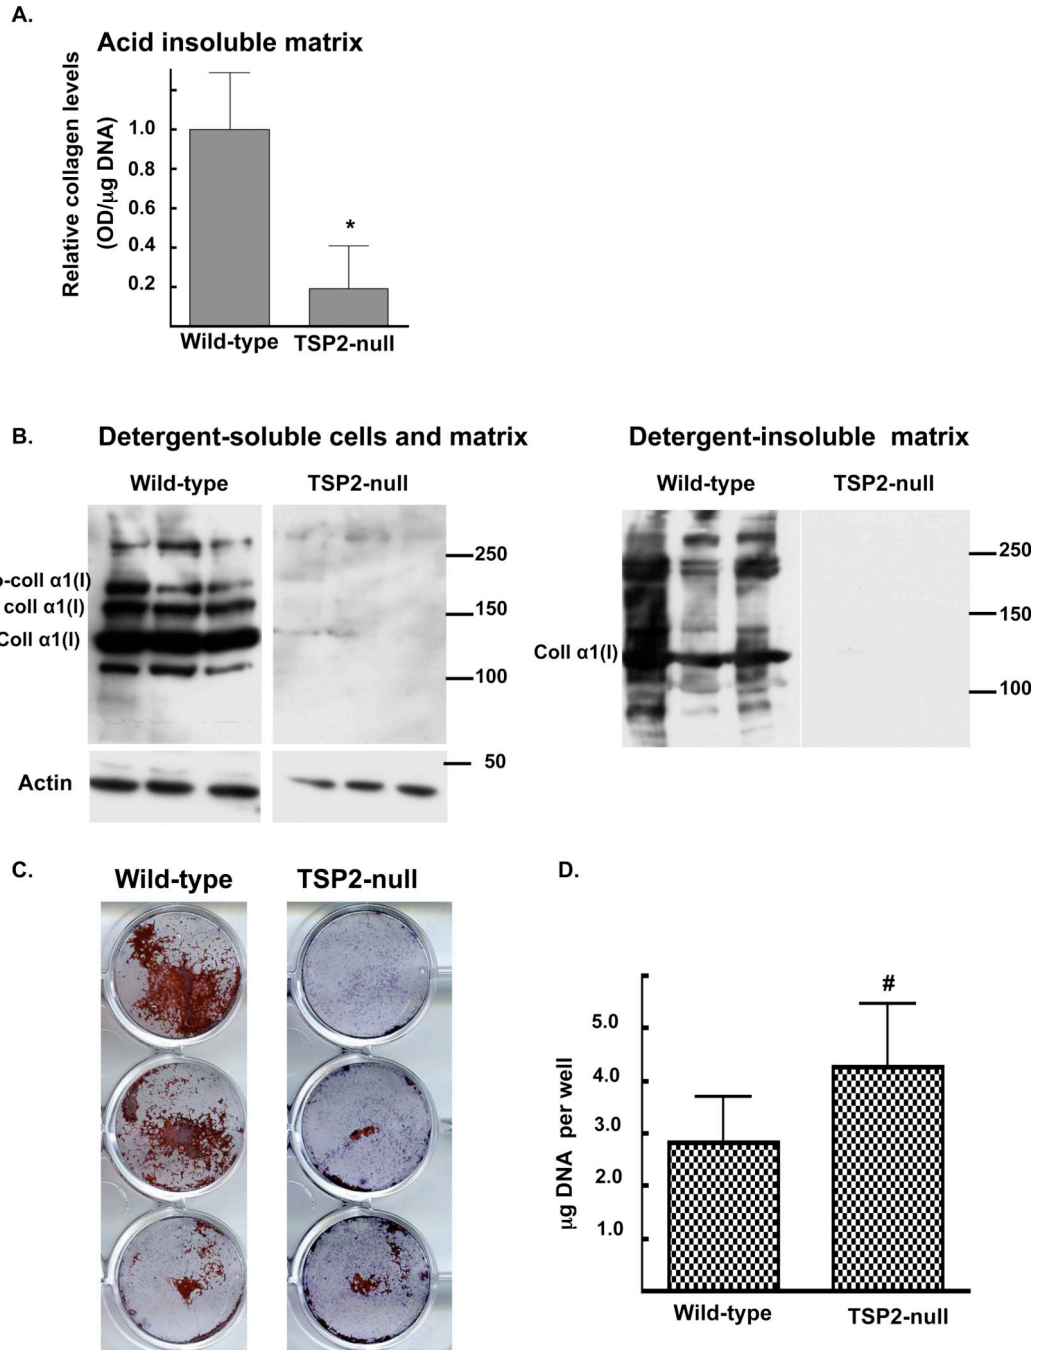 A.
Acid insoluble matrix
Relative collagen levels
(OD/μg DNA)
1.0
0.8
0.6
0.4
0.2
*
Wild-type TSP2-null
B.
Detergent-soluble cells and matrix
Wild-type TSP2-null
o-coll α1(I)
coll α1(I)
Coll α1(I)
250
150
100
50
Actin
Detergent-insoluble matrix
Wild-type TSP2-null
Coll α1(I)
250
150
100
C.
Wild-type TSP2-null
D.
μg DNA per well
5.0
4.0
3.0
2.0
1.0
#
Wild-type TSP2-null